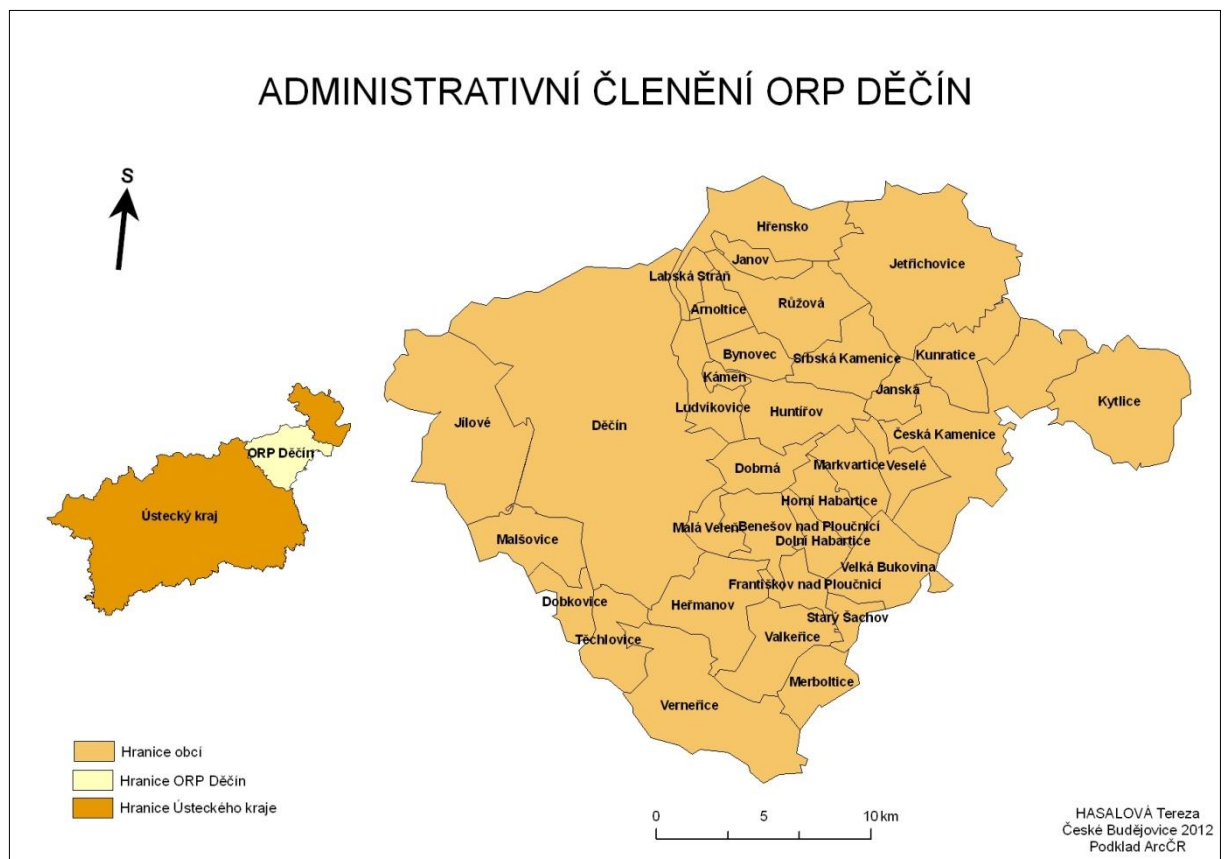 ADMINISTRATIVNÍ ČLENĚNÍ ORP DĚČÍN
S
Hřensko
Janov
Jetřichovice
Labská Stráň
Růžová
Arnoltice
Bynovec
Srbská Kamenice
Kunratice
Kámen
Janská
Kytlice
Ludvíkovice
Huntířov
Jílové
Děčín
Česká Kamenice
ORP Děčín
Dobrná
Markvartice
Veselé
Horní Habartice
Ústecký kraj
Malá Veleň
Benešov nad Ploučnicí
Malšovice
Dolní Habartice
Velká Bukovina
Františkov nad Ploučnicí
Dobkovice
Heřmanov
Starý Šachov
Těchlovice
Valkeřice
Merboltice
Verneřice
Hranice obcí
Hranice ORP Děčín
Hranice Ústeckého kraje
0 5 10 km
HASALOVÁ Tereza
České Budějovice 2012
Podklad ArcČR